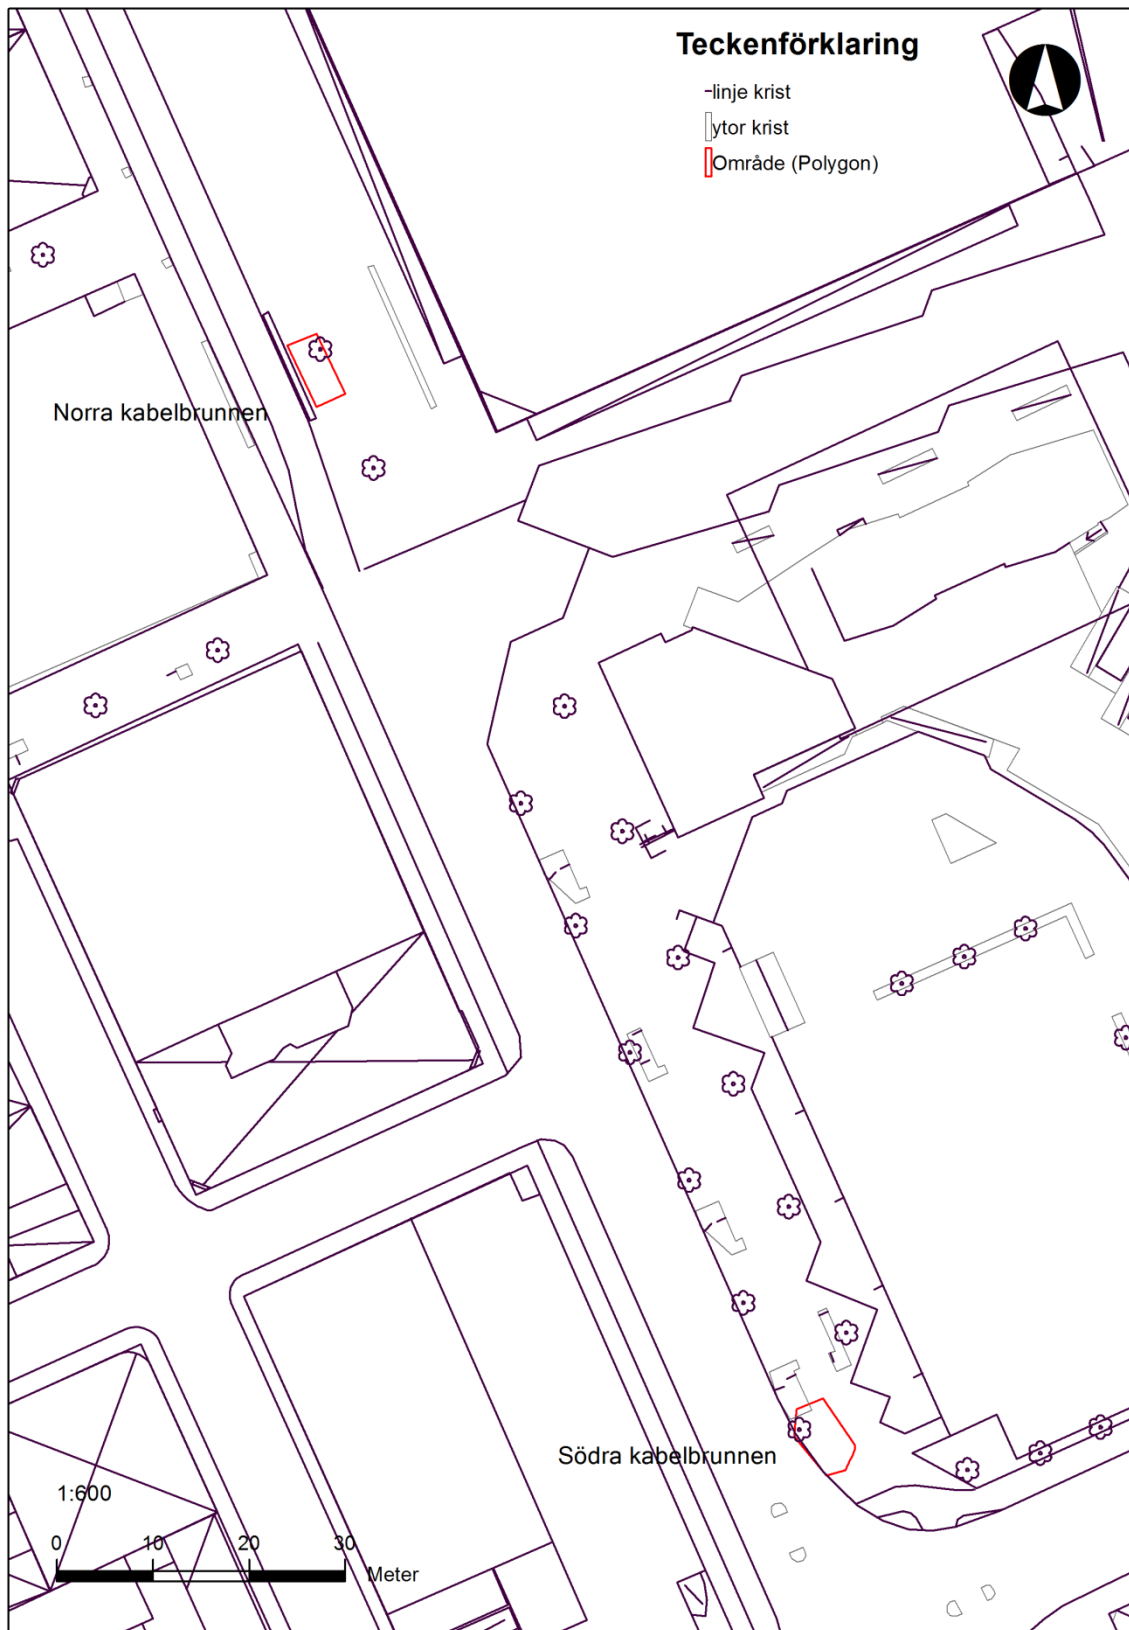 Teckenförklaring
linje krist
ytor krist
Område (Polygon)
Norra kabelbrunnen
Södra kabelbrunnen
1:600
0 10 20 30
Meter